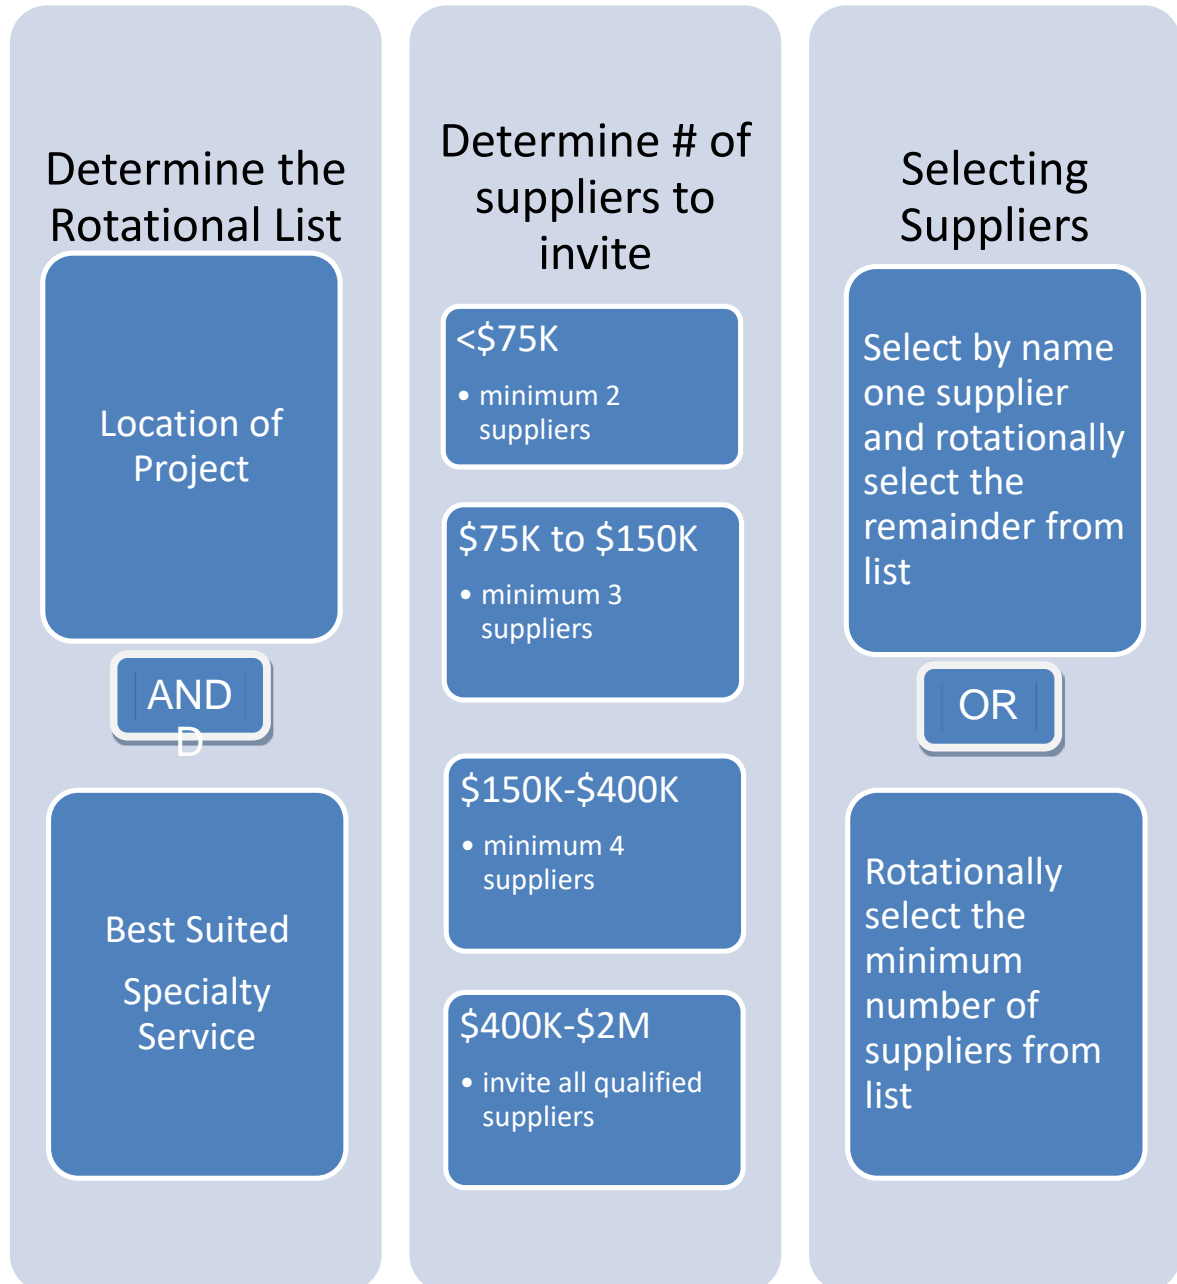 Determine the
Rotational List
Location of
Project
AND
D
Best Suited
Specialty
Service
Determine # of
suppliers to
invite
<$75K
• minimum 2
suppliers
$75K to $150K
• minimum 3
suppliers
$150K-$400K
• minimum 4
suppliers
$400K-$2M
• invite all qualified
suppliers
Selecting
Suppliers
Select by name
one supplier
and rotationally
select the
remainder from
list
OR
Rotationally
select the
minimum
number of
suppliers from
list